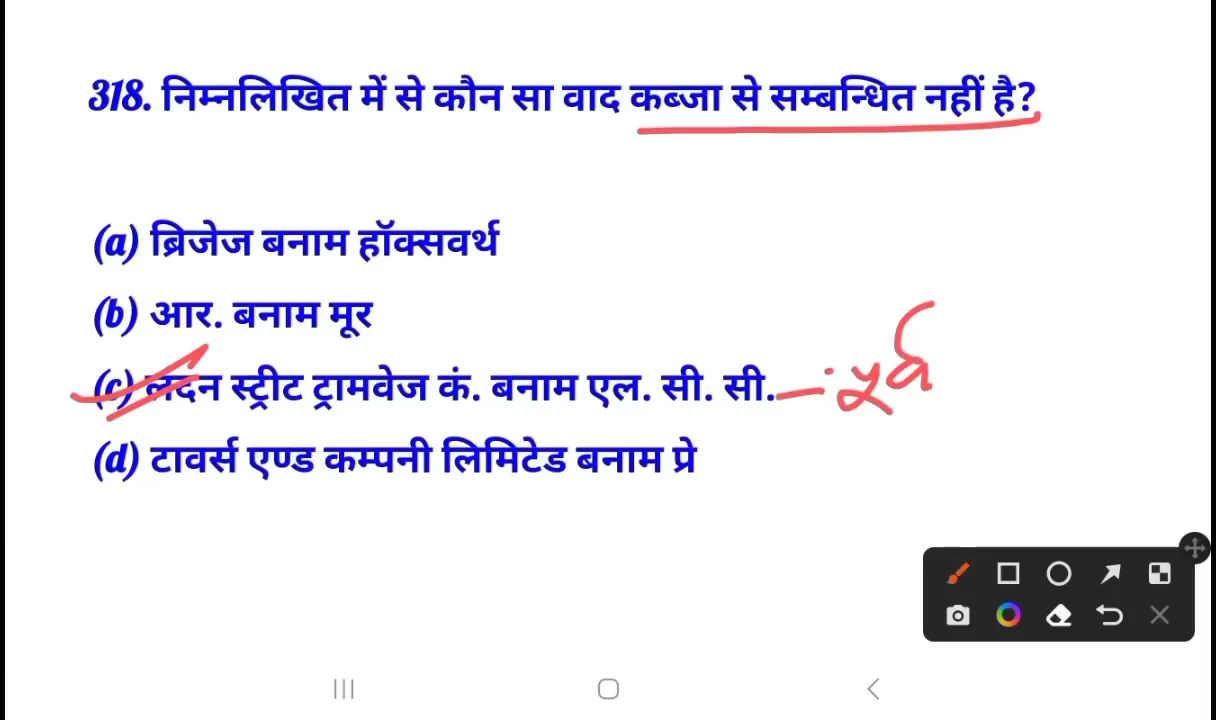 318. निम्नलिखित में से कौन सा वाद कब्जा से सम्बन्धित नहीं है?
(a) ब्रिजेज बनाम हॉक्सवर्थ
(b) आर. बनाम मूर
(c) लंदन स्ट्रीट ट्रामवेज कं. बनाम एल. सी. सी.
(d) टावर्स एण्ड कम्पनी लिमिटेड बनाम प्रे